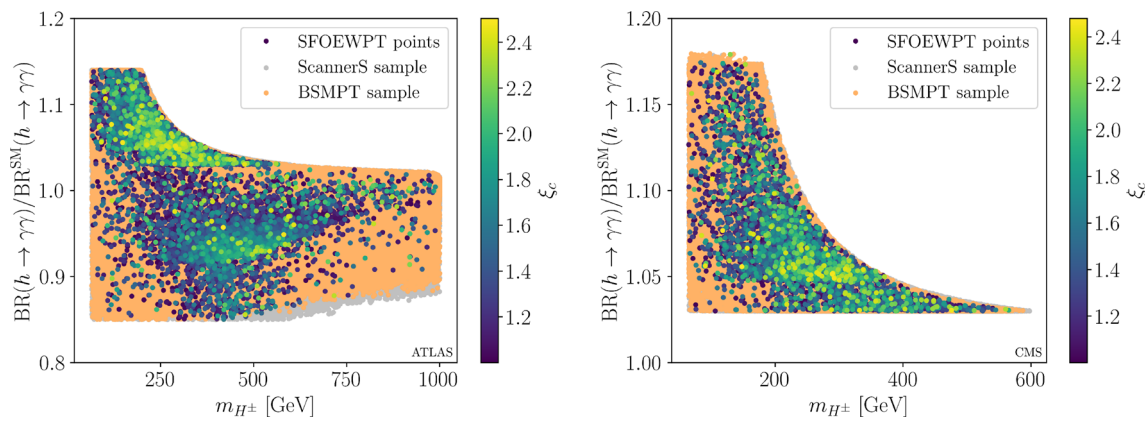 BR(h → γγ)/BR^SM(h → γγ)
1.2
1.1
1.0
0.9
0.8
SFOEWPT points
ScannerS sample
BSMPT sample
ATLAS
250
500
750
1000
m_{H^±} [GeV]
2.4
2.2
2.0
1.8
1.6
1.4
1.2
ξ_c
BR(h → γγ)/BR^SM(h → γγ)
1.20
1.15
1.10
1.05
1.00
SFOEWPT points
ScannerS sample
BSMPT sample
CMS
200
400
600
m_{H^±} [GeV]
2.4
2.2
2.0
1.8
1.6
1.4
1.2
ξ_c